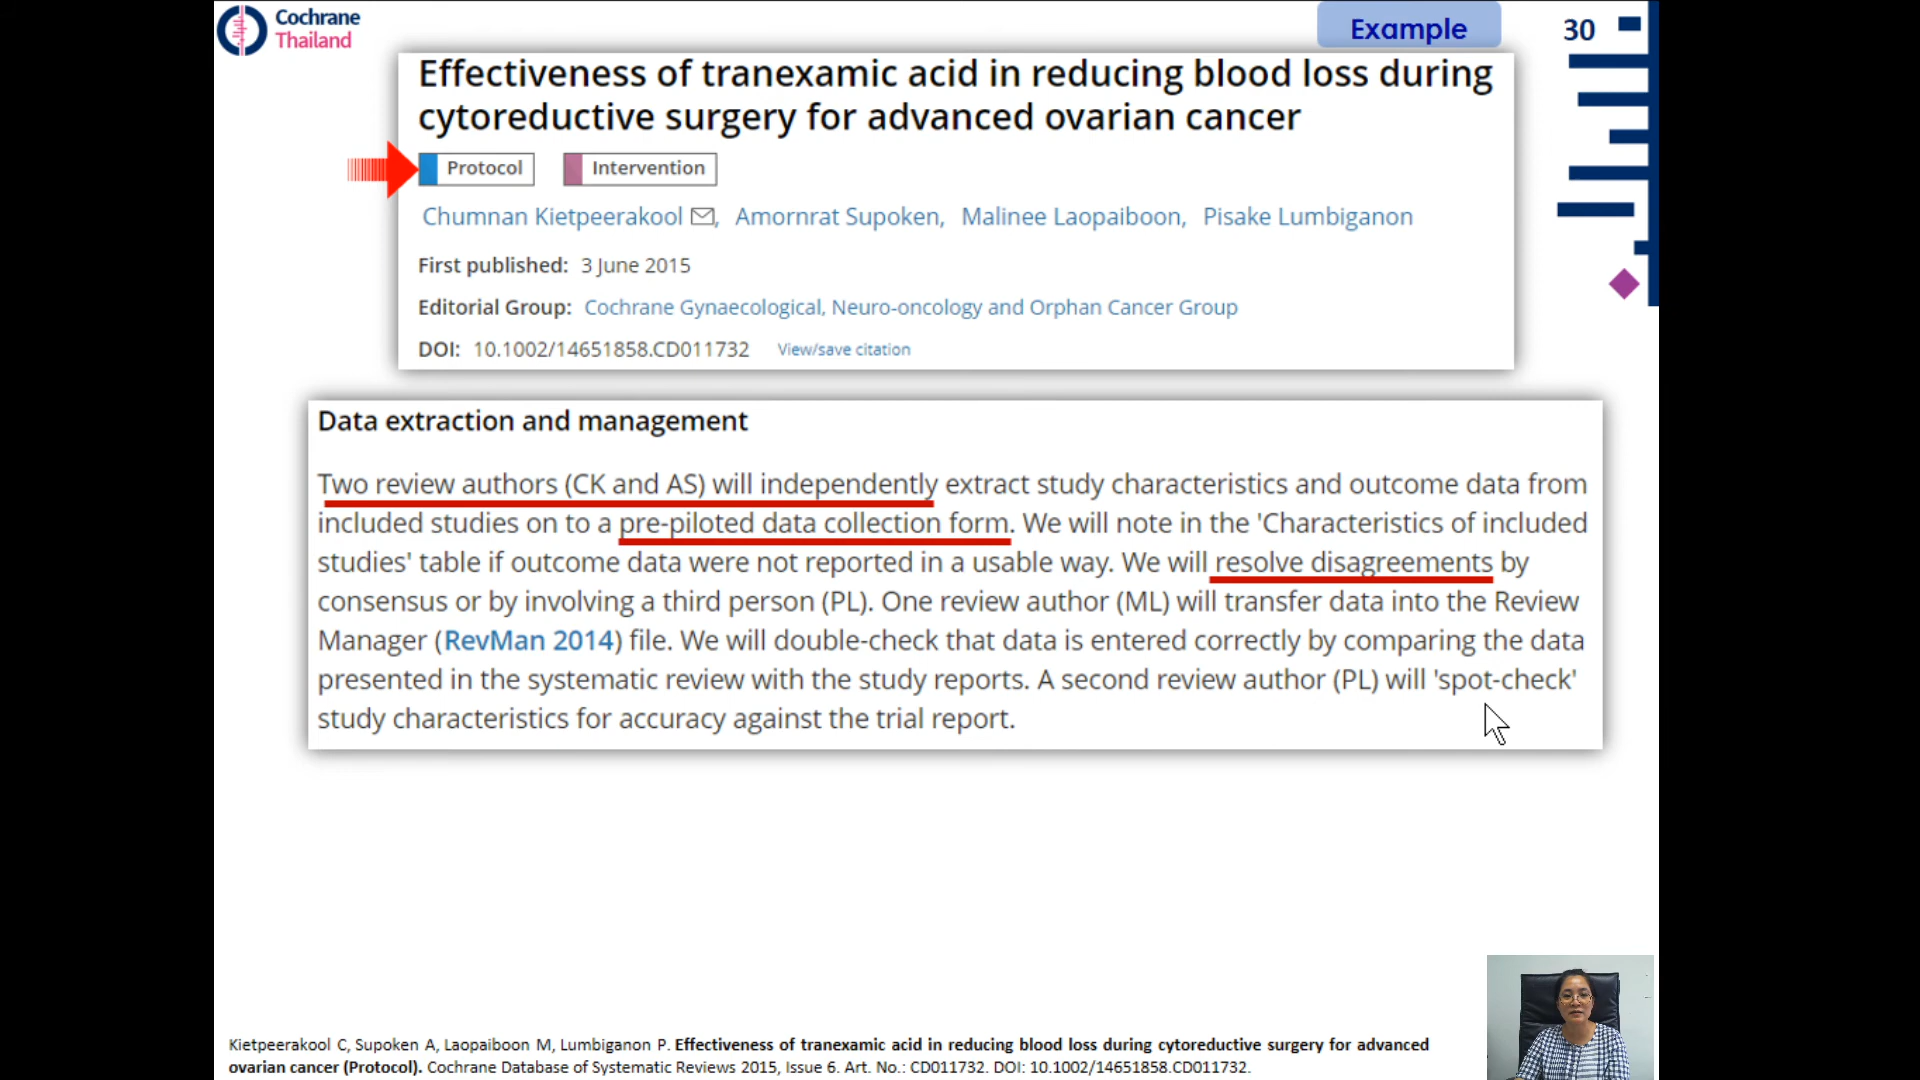 Cochrane
Thailand
Example
30
Effectiveness of tranexamic acid in reducing blood loss during
cytoreductive surgery for advanced ovarian cancer
Protocol Intervention
Chumnan Kietpeerakool, Amornrat Supoken, Malinee Laopaiboon, Pisake Lumbiganon
First published: 3 June 2015
Editorial Group: Cochrane Gynaecological, Neuro-oncology and Orphan Cancer Group
DOI: 10.1002/14651858.CD011732 View/save citation
Data extraction and management
Two review authors (CK and AS) will independently extract study characteristics and outcome data from
included studies on to a pre-piloted data collection form. We will note in the 'Characteristics of included
studies' table if outcome data were not reported in a usable way. We will resolve disagreements by
consensus or by involving a third person (PL). One review author (ML) will transfer data into the Review
Manager (RevMan 2014) file. We will double-check that data is entered correctly by comparing the data
presented in the systematic review with the study reports. A second review author (PL) will 'spot-check'
study characteristics for accuracy against the trial report.
Kietpeerakool C, Supoken A, Laopaiboon M, Lumbiganon P. Effectiveness of tranexamic acid in reducing blood loss during cytoreductive surgery for advanced
ovarian cancer (Protocol). Cochrane Database of Systematic Reviews 2015, Issue 6. Art. No.: CD011732. DOI: 10.1002/14651858.CD011732.